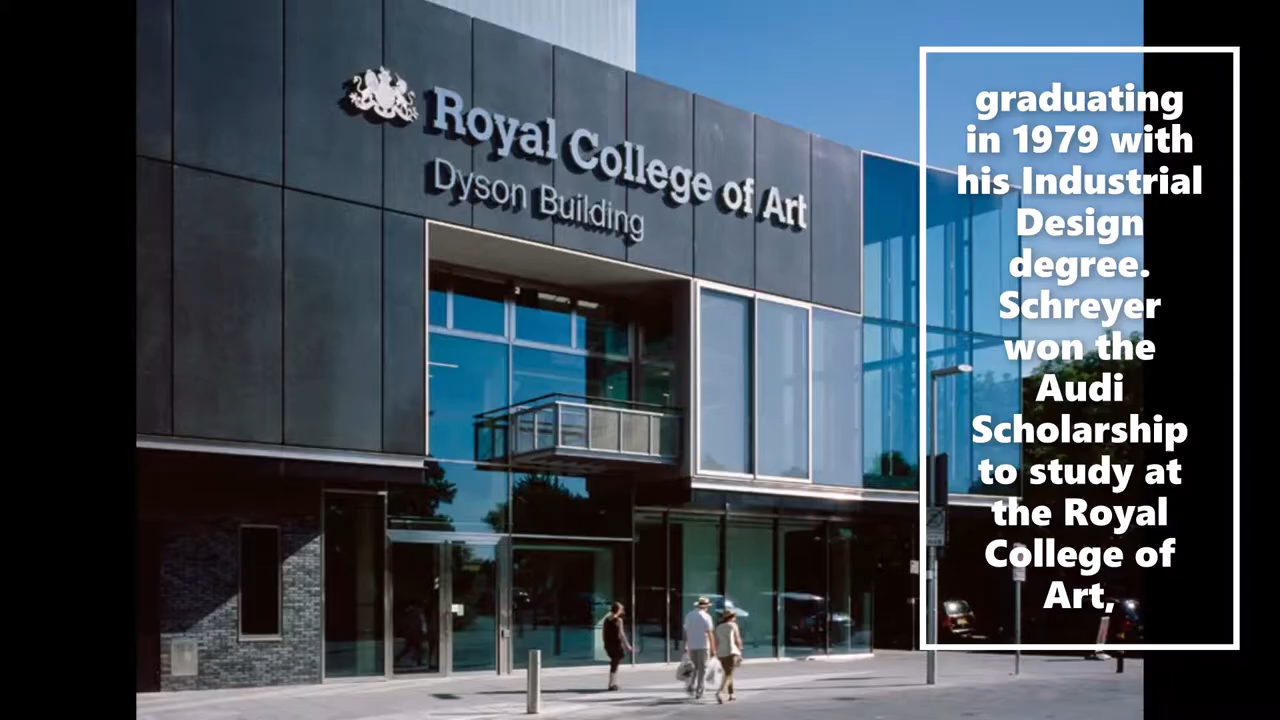 Royal College of Art
Dyson Building
graduating
in 1979 with
his Industrial
Design
degree.
Schreyer
won the
Audi
Scholarship
to study at
the Royal
College of
Art,